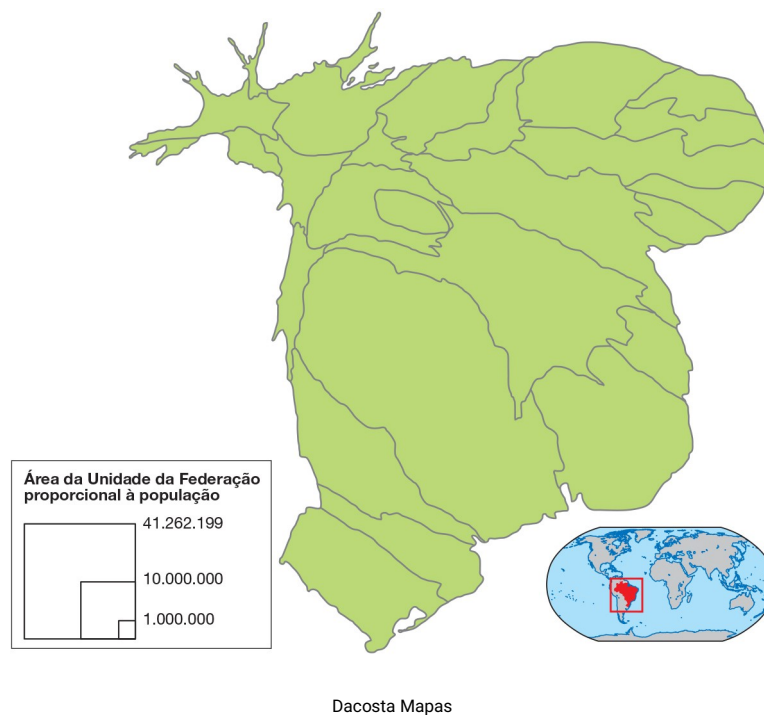 Área da Unidade da Federação
proporcional à população
41.262.199
10.000.000
1.000.000
Dacosta Mapas